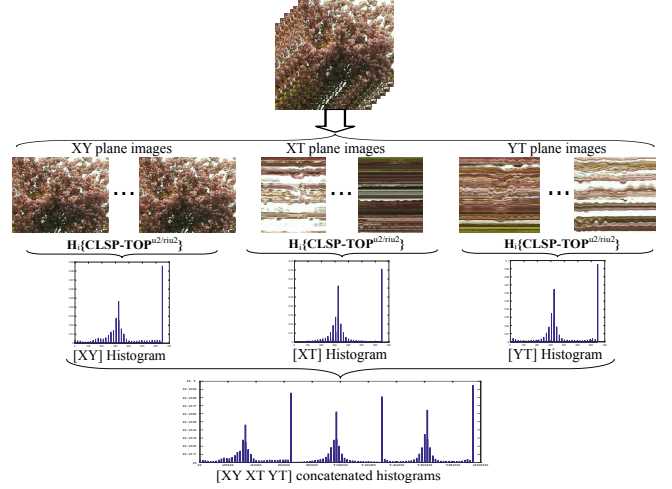 XY plane images
XT plane images
YT plane images
...
...
...
H_i{CLSP-TOP^u2/riu2}
H_i{CLSP-TOP^u2/riu2}
H_i{CLSP-TOP^u2/riu2}
[XY] Histogram
[XT] Histogram
[YT] Histogram
[XY XT YT] concatenated histograms